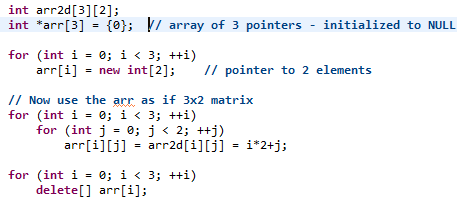 int arr2d[3][2];
int *arr[3] = {0};  // array of 3 pointers - initialized to NULL
for (int i = 0; i < 3; ++i)
    arr[i] = new int[2];    // pointer to 2 elements
// Now use the arr as if 3x2 matrix
for (int i = 0; i < 3; ++i)
    for (int j = 0; j < 2; ++j)
        arr[i][j] = arr2d[i][j] = i*2+j;
for (int i = 0; i < 3; ++i)
    delete[] arr[i];